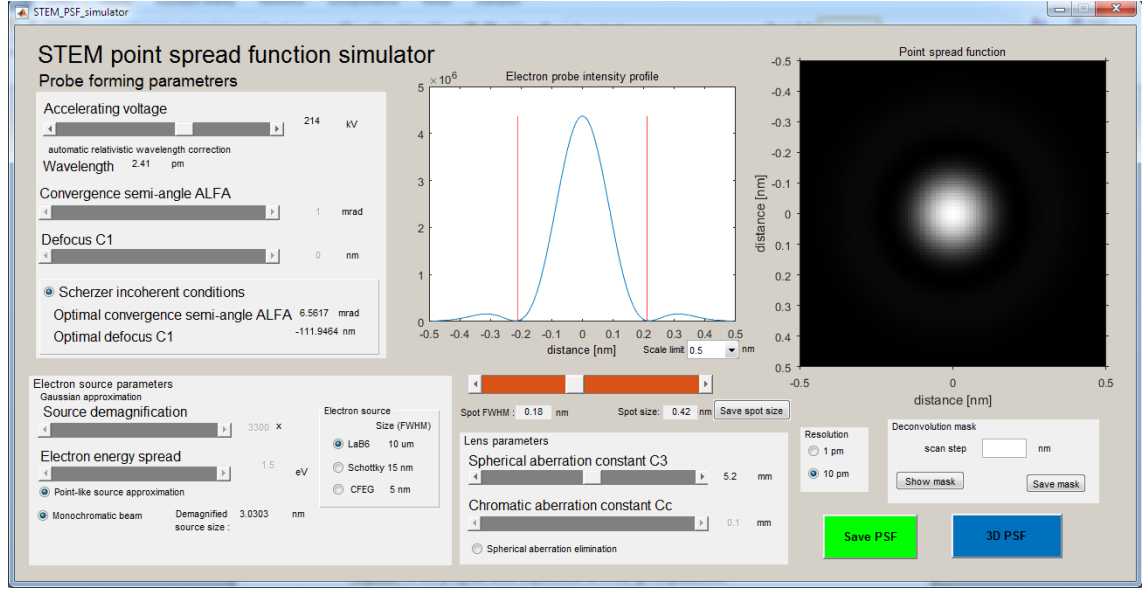 STEM_PSF_simulator
STEM point spread function simulator
Probe forming parametrers
Accelerating voltage
214 kV
automatic relativistic wavelength correction
Wavelength 2.41 pm
Convergence semi-angle ALFA
1 mrad
Defocus C1
0 nm
Scherzer incoherent conditions
Optimal convergence semi-angle ALFA 6.5617 mrad
Optimal defocus C1 -111.9464 nm
Electron probe intensity profile
×10^6
5
4
3
2
1
0
-0.5 -0.4 -0.3 -0.2 -0.1 0 0.1 0.2 0.3 0.4 0.5
distance [nm]
Scale limit 0.5 nm
Point spread function
-0.5
-0.4
-0.3
-0.2
-0.1
0
0.1
0.2
0.3
0.4
0.5
distance [nm]
-0.5 0 0.5
distance [nm]
Electron source parameters
Gaussian approximation
Source demagnification
3300 x
Electron energy spread
1.5 eV
Point-like source approximation
Monochromatic beam
Demagnified 3.0303 nm
source size :
Electron source
Size (FWHM)
LaB6 10 um
Schottky 15 nm
CFEG 5 nm
Spot FWHM : 0.18 nm Spot size: 0.42 nm Save spot size
Lens parameters
Spherical aberration constant C3
5.2 mm
Chromatic aberration constant Cc
0.1 mm
Spherical aberration elimination
Resolution
1 pm
10 pm
Deconvolution mask
scan step nm
Show mask Save mask
Save PSF 3D PSF